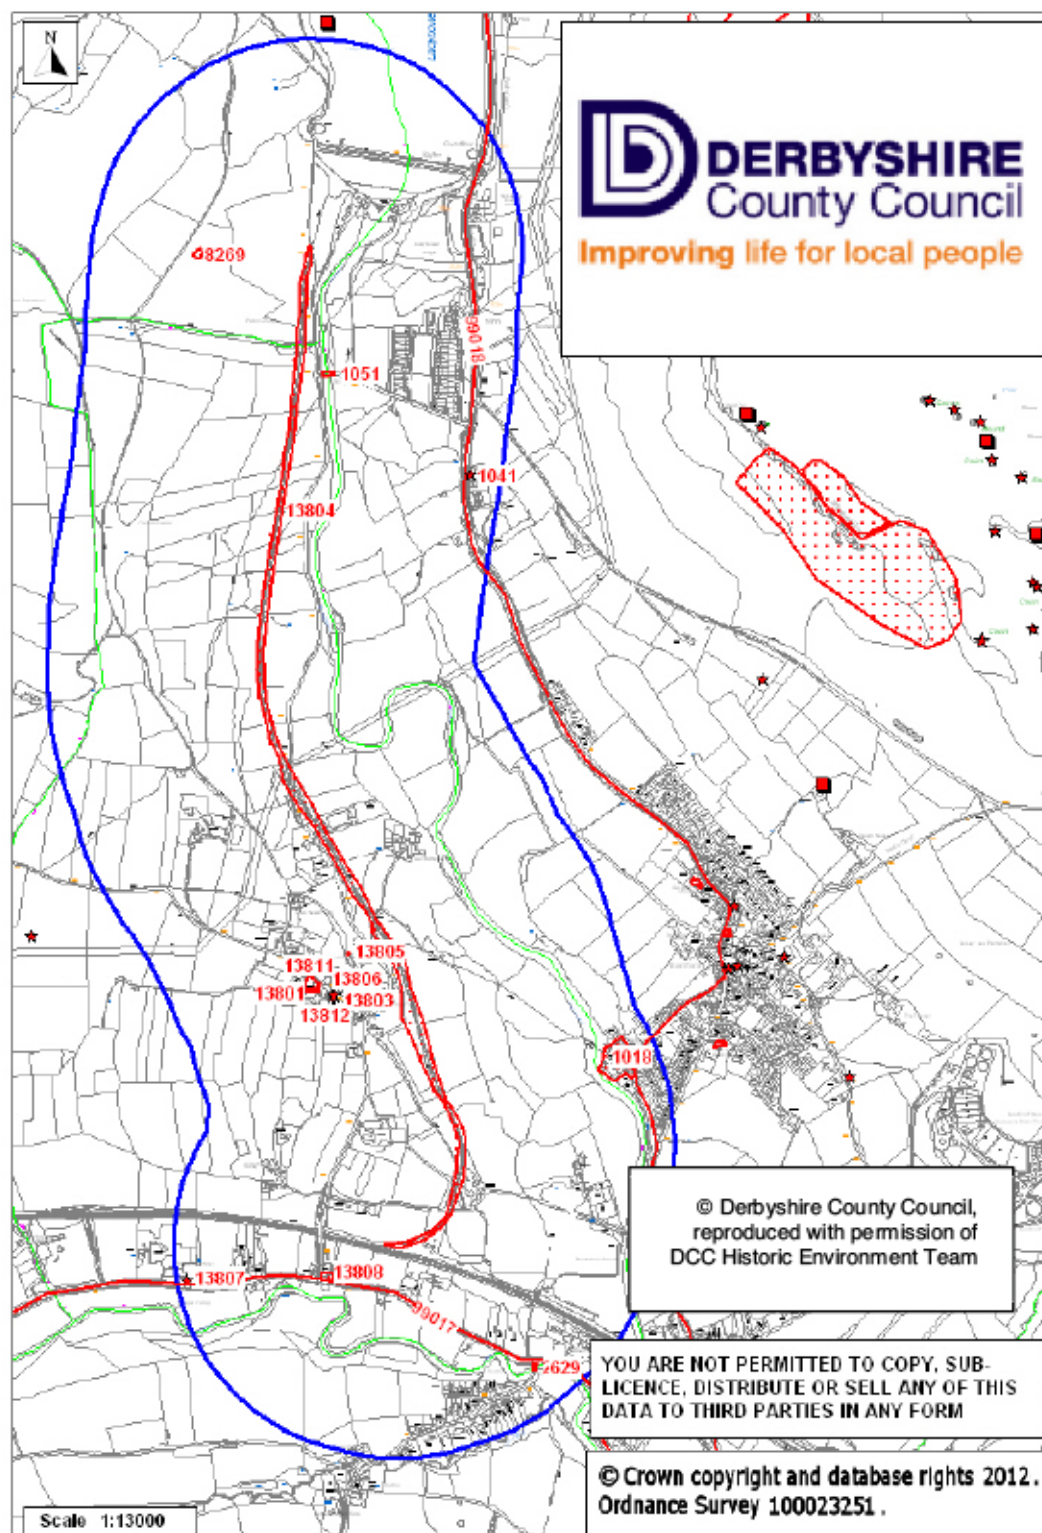 N
DERBYSHIRE
County Council
Improving life for local people
8269
99018
1051
1041
13804
13805
13811
13806
13801
13803
13812
1018
© Derbyshire County Council,
reproduced with permission of
DCC Historic Environment Team
13807
13808
99017
2629
YOU ARE NOT PERMITTED TO COPY, SUB-
LICENCE, DISTRIBUTE OR SELL ANY OF THIS
DATA TO THIRD PARTIES IN ANY FORM
© Crown copyright and database rights 2012.
Ordnance Survey 100023251.
Scale 1:13000